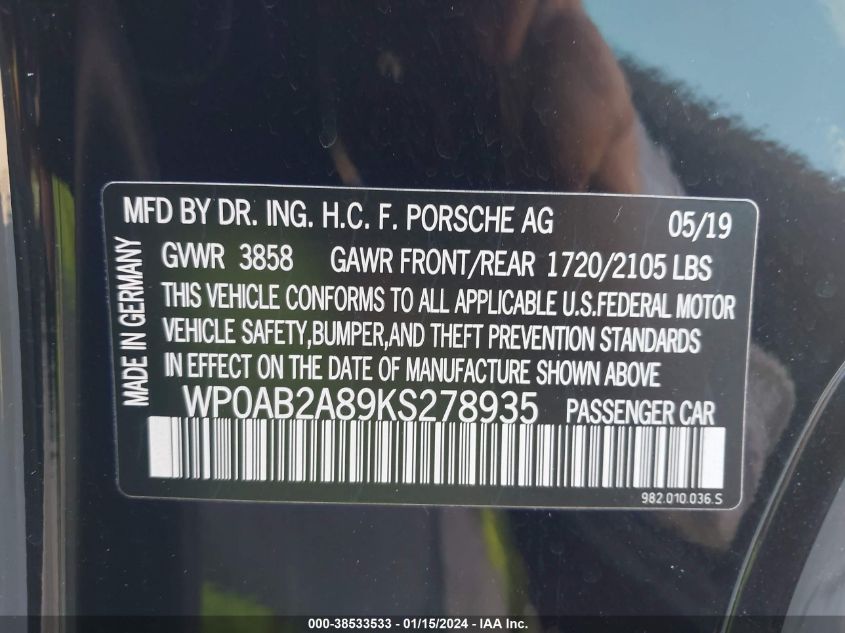 MFD BY DR. ING. H.C. F. PORSCHE AG 05/19
MADE IN GERMANY
GVWR 3858 GAWR FRONT/REAR 1720/2105 LBS
THIS VEHICLE CONFORMS TO ALL APPLICABLE U.S.FEDERAL MOTOR
VEHICLE SAFETY,BUMPER,AND THEFT PREVENTION STANDARDS
IN EFFECT ON THE DATE OF MANUFACTURE SHOWN ABOVE
WP0AB2A89KS278935 PASSENGER CAR
982.010.036.S
000-38533533 - 01/15/2024 - IAA Inc.